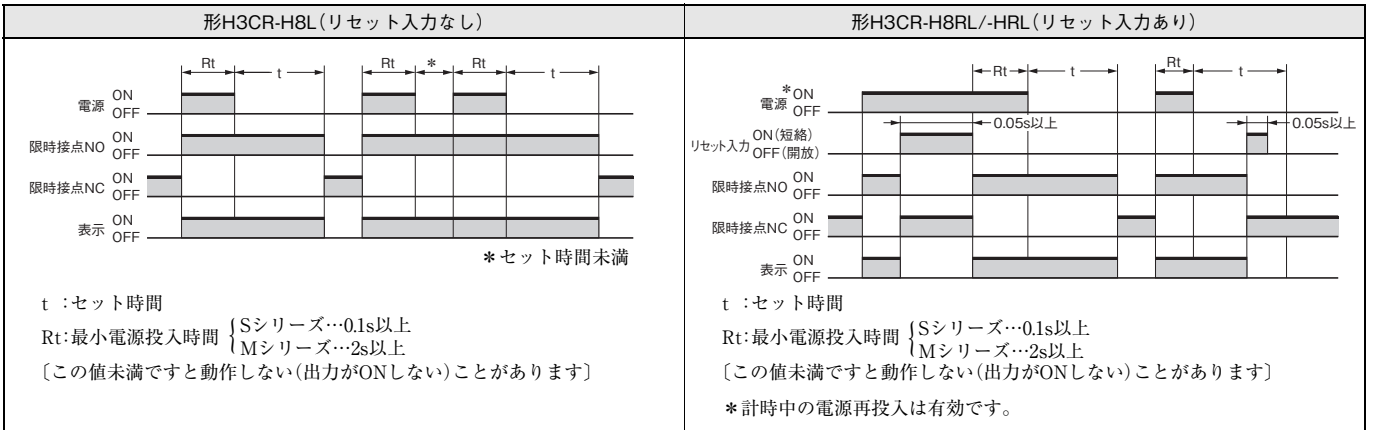 形H3CR-H8L(リセット入力なし)
Rt
t
Rt
*
Rt
t
電源 ON
OFF
限時接点NO ON
OFF
限時接点NC ON
OFF
表示 ON
OFF
*セット時間未満
t :セット時間
Rt:最小電源投入時間 {Sシリーズ…0.1s以上
Mシリーズ…2s以上
〔この値未満ですと動作しない(出力がONしない)ことがあります〕
形H3CR-H8RL/-HRL(リセット入力あり)
Rt
t
Rt
t
電源 *ON
OFF
0.05s以上
0.05s以上
リセット入力 ON(短絡)
OFF(開放)
限時接点NO ON
OFF
限時接点NC ON
OFF
表示 ON
OFF
t :セット時間
Rt:最小電源投入時間 {Sシリーズ…0.1s以上
Mシリーズ…2s以上
〔この値未満ですと動作しない(出力がONしない)ことがあります〕
*計時中の電源再投入は有効です。